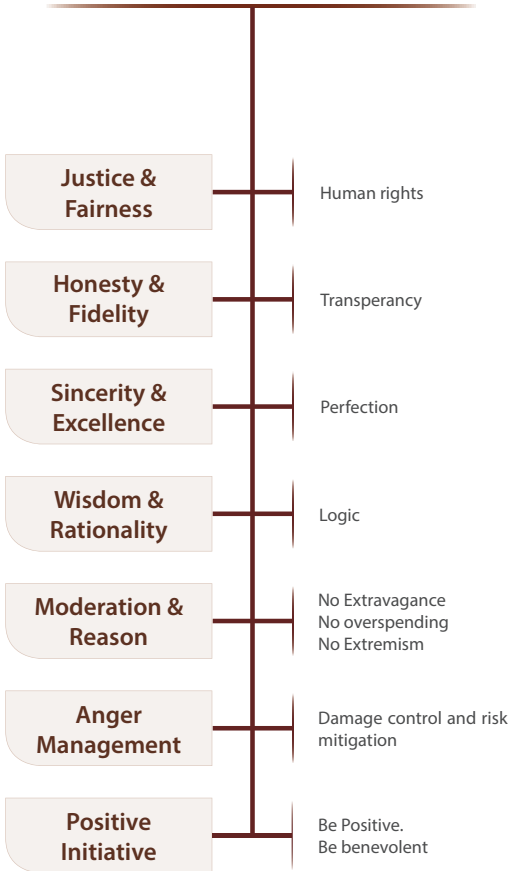 Justice &
Fairness
Human rights
Honesty &
Fidelity
Transperancy
Sincerity &
Excellence
Perfection
Wisdom &
Rationality
Logic
Moderation &
Reason
No Extravagance
No overspending
No Extremism
Anger
Management
Damage control and risk
mitigation
Positive
Initiative
Be Positive.
Be benevolent